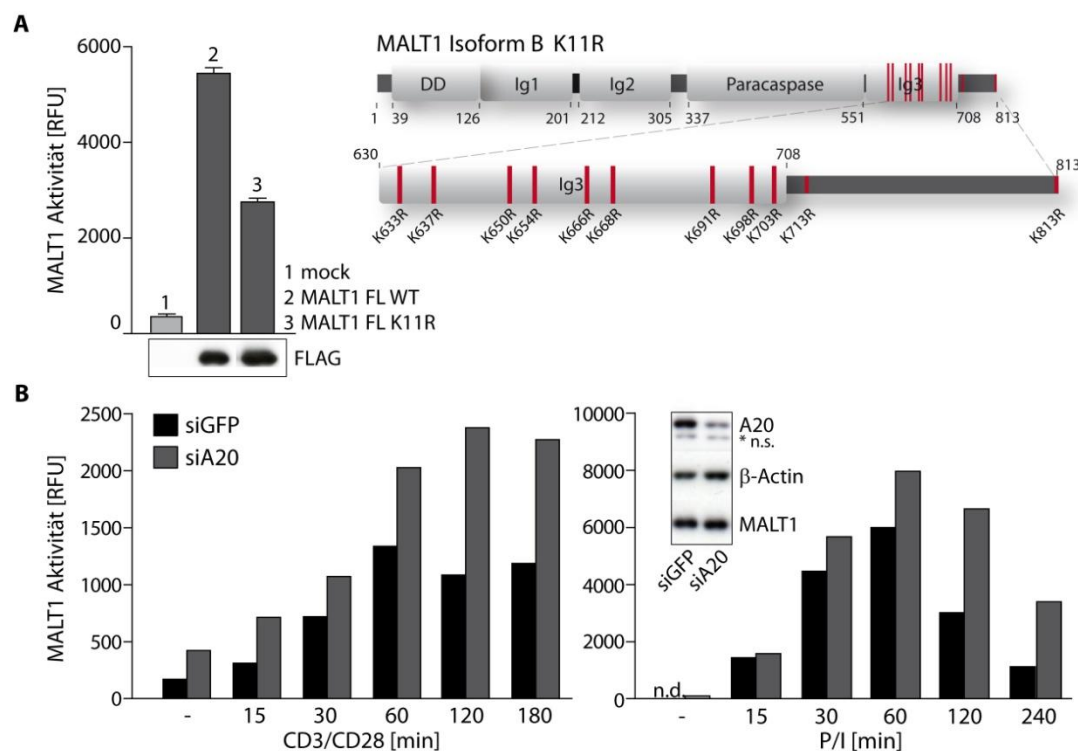 A
MALT1 Aktivität [RFU]
6000
4000
2000
0
1
2
3
1 mock
2 MALT1 FL WT
3 MALT1 FL K11R
FLAG
MALT1 Isoform B K11R
DD
Ig1
Ig2
Paracaspase
Ig3
1
39
126
201
212
305
337
551
708
813
630
708
813
Ig3
K633R
K637R
K650R
K654R
K666R
K668R
K691R
K698R
K703R
K713R
K813R
B
MALT1 Aktivität [RFU]
2500
2000
1500
1000
500
0
siGFP
siA20
- 15 30 60 120 180
CD3/CD28 [min]
10000
8000
6000
4000
2000
0
A20
* n.s.
β-Actin
MALT1
siGFP
siA20
n.d
- 15 30 60 120 240
P/I [min]